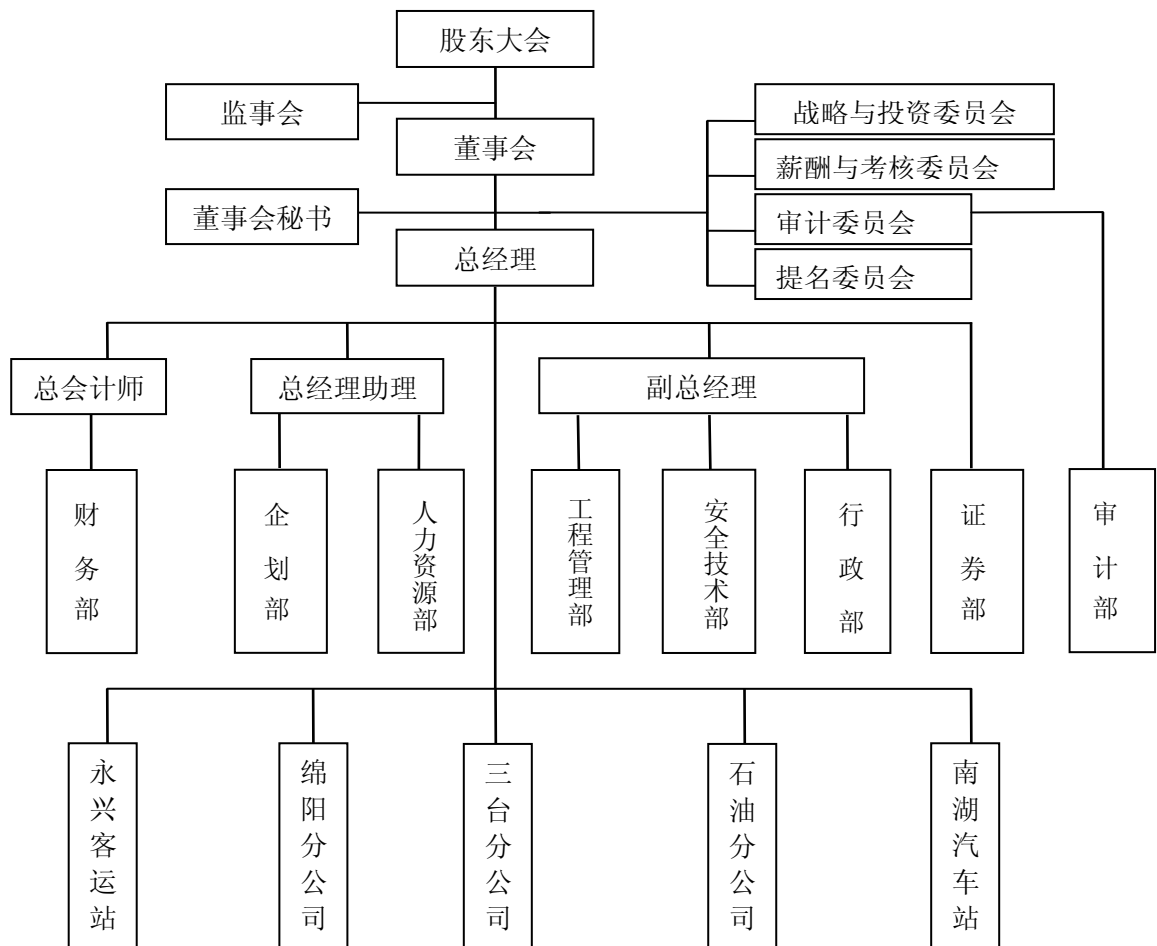 股东大会
监事会
董事会
战略与投资委员会
薪酬与考核委员会
董事会秘书
审计委员会
总经理
提名委员会
总会计师
总经理助理
副总经理
财务部
企划部
人力资源部
工程管理部
安全技术部
行政部
证券部
审计部
永兴客运站
绵阳分公司
三台分公司
石油分公司
南湖汽车站